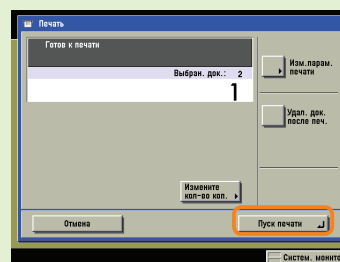 Печать
Готов к печати
Выбран. док.: 2
1
Изм.парам.
печати
Удал. док.
после печ.
Измените
кол-во коп.
Отмена
Пуск печати
Систем. монито